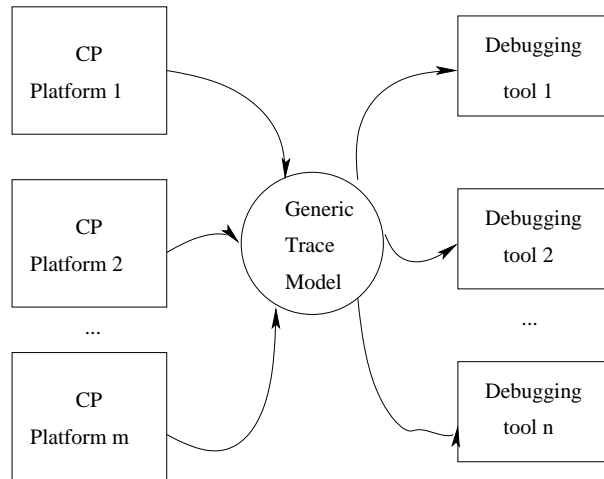 CP
Platform 1
CP
Platform 2
...
CP
Platform m
Generic
Trace
Model
Debugging
tool 1
Debugging
tool 2
...
Debugging
tool n